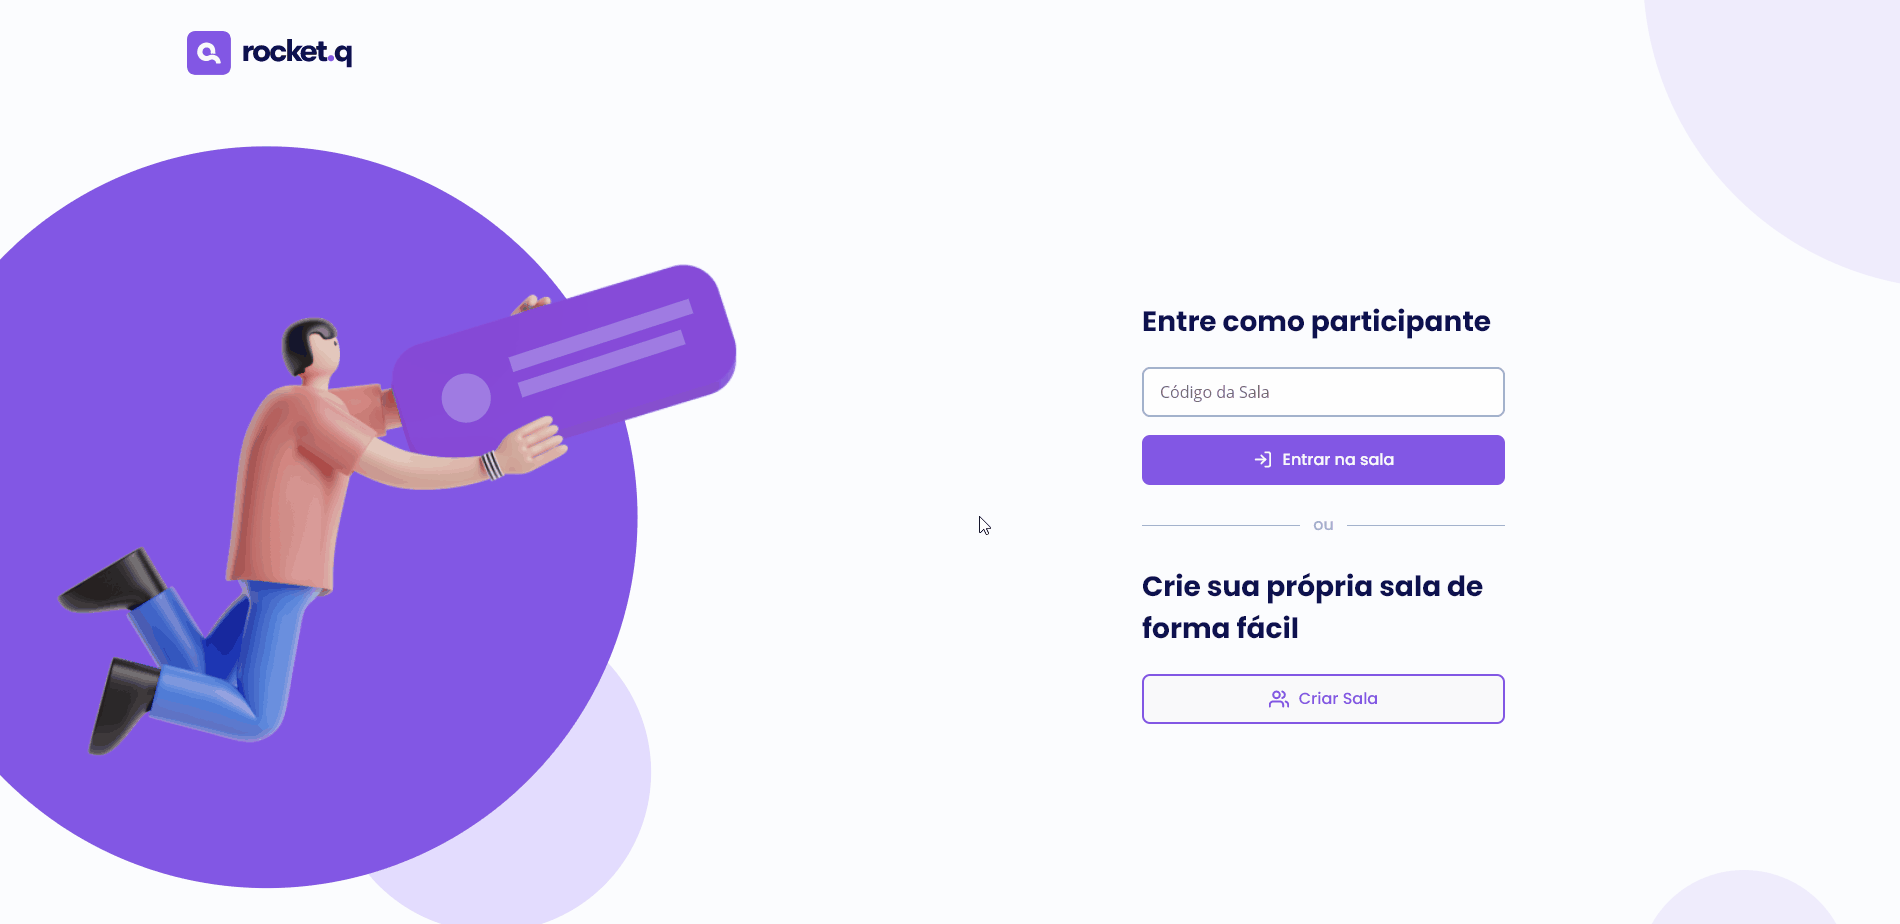 rocket.q
Entre como participante
Código da Sala
Entrar na sala
ou
Crie sua própria sala de
forma fácil
Criar Sala